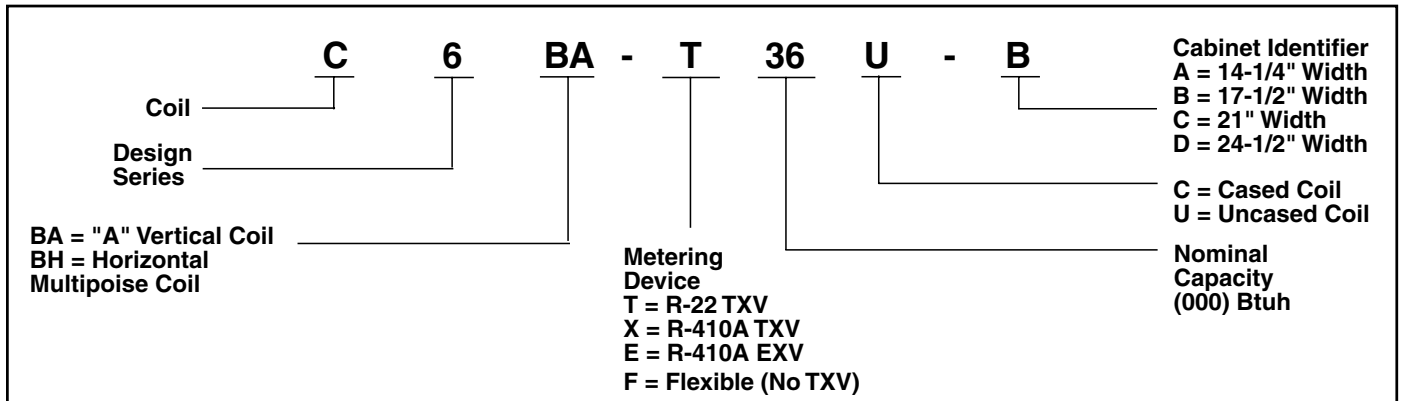 C 6 BA - T 36 U - B
Coil
Design
Series
BA = "A" Vertical Coil
BH = Horizontal
Multipoise Coil
Metering
Device
T = R-22 TXV
X = R-410A TXV
E = R-410A EXV
F = Flexible (No TXV)
Cabinet Identifier
A = 14-1/4" Width
B = 17-1/2" Width
C = 21" Width
D = 24-1/2" Width
C = Cased Coil
U = Uncased Coil
Nominal
Capacity
(000) Btuh